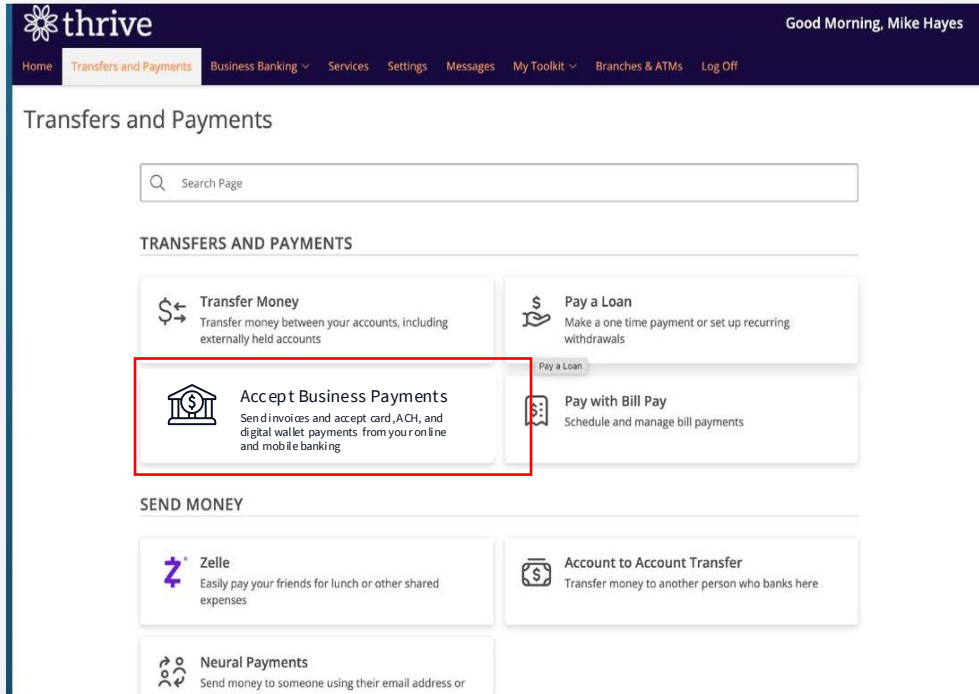 thrive
Good Morning, Mike Hayes
Home Transfers and Payments Business Banking Services Settings Messages My Toolkit Branches & ATMs Log Off
Transfers and Payments
Search Page
TRANSFERS AND PAYMENTS
Transfer Money
Transfer money between your accounts, including
externally held accounts
Pay a Loan
Make a one time payment or set up recurring
withdrawals
Pay a Loan
Accept Business Payments
Send invoices and accept card, ACH, and
digital wallet payments from your online
and mobile banking
Pay with Bill Pay
Schedule and manage bill payments
SEND MONEY
Zelle
Easily pay your friends for lunch or other shared
expenses
Account to Account Transfer
Transfer money to another person who banks here
Neural Payments
Send money to someone using their email address or